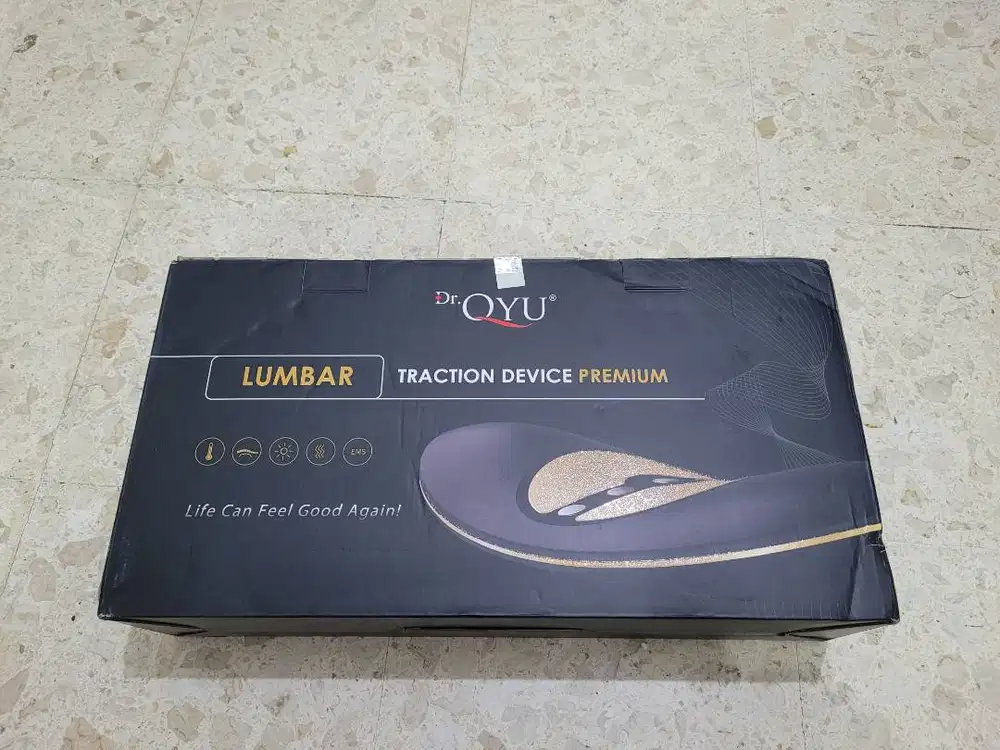 Dr. QYU®
LUMBAR TRACTION DEVICE PREMIUM
EMS
Life Can Feel Good Again!